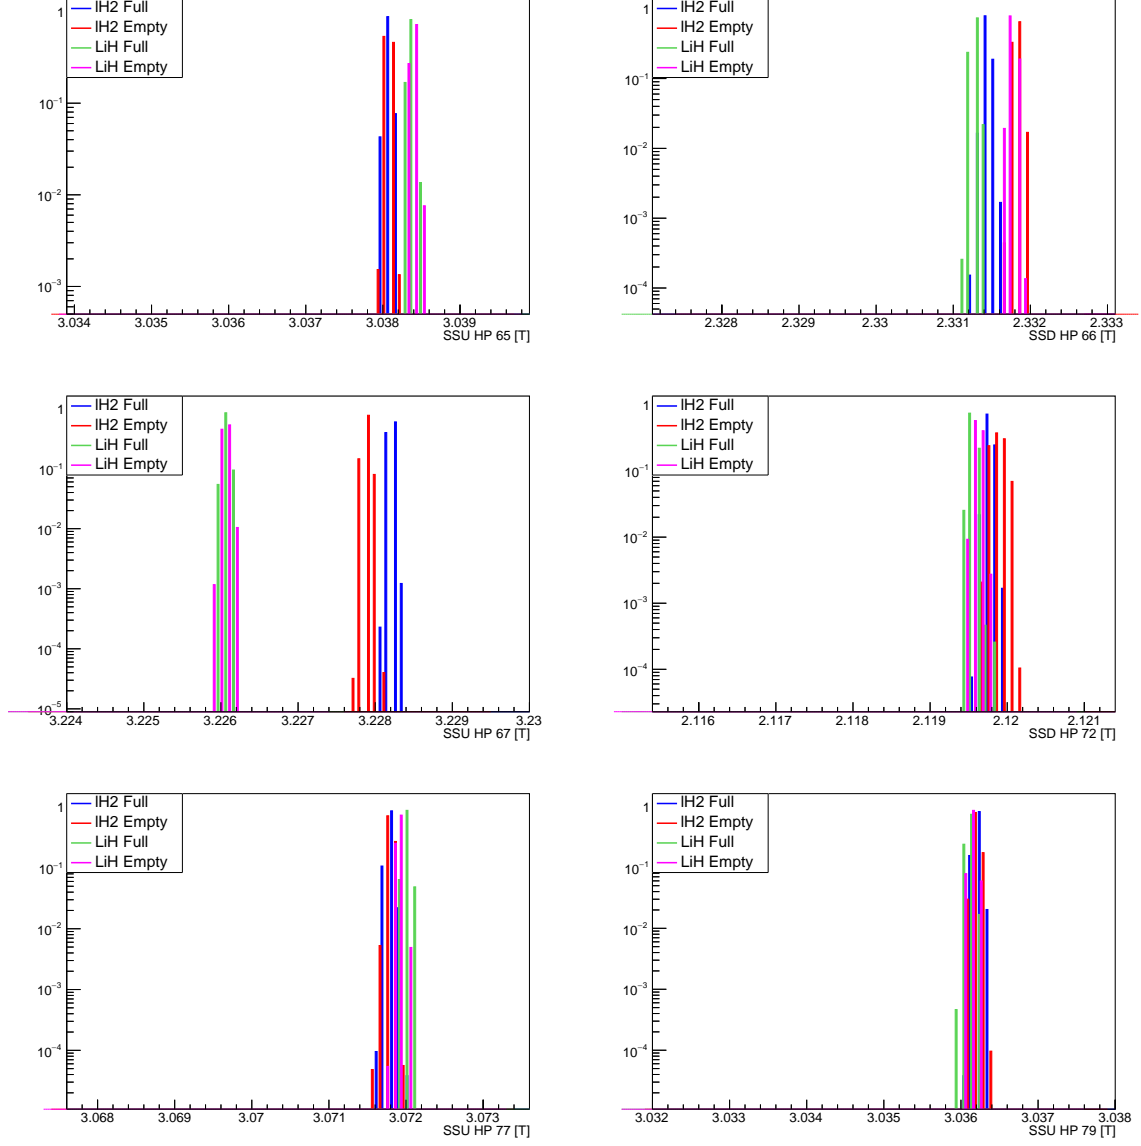 1
10⁻¹
10⁻²
10⁻³
lH2 Full
lH2 Empty
LiH Full
LiH Empty
3.034 3.035 3.036 3.037 3.038 3.039
SSU HP 65 [T]
1
10⁻¹
10⁻²
10⁻³
10⁻⁴
lH2 Full
lH2 Empty
LiH Full
LiH Empty
2.328 2.329 2.33 2.331 2.332 2.333
SSD HP 66 [T]
1
10⁻¹
10⁻²
10⁻³
10⁻⁴
10⁻⁵
lH2 Full
lH2 Empty
LiH Full
LiH Empty
3.224 3.225 3.226 3.227 3.228 3.229 3.23
SSU HP 67 [T]
1
10⁻¹
10⁻²
10⁻³
10⁻⁴
lH2 Full
lH2 Empty
LiH Full
LiH Empty
2.116 2.117 2.118 2.119 2.12 2.121
SSD HP 72 [T]
1
10⁻¹
10⁻²
10⁻³
10⁻⁴
lH2 Full
lH2 Empty
LiH Full
LiH Empty
3.068 3.069 3.07 3.071 3.072 3.073
SSU HP 77 [T]
1
10⁻¹
10⁻²
10⁻³
10⁻⁴
lH2 Full
lH2 Empty
LiH Full
LiH Empty
3.032 3.033 3.034 3.035 3.036 3.037 3.038
SSU HP 79 [T]